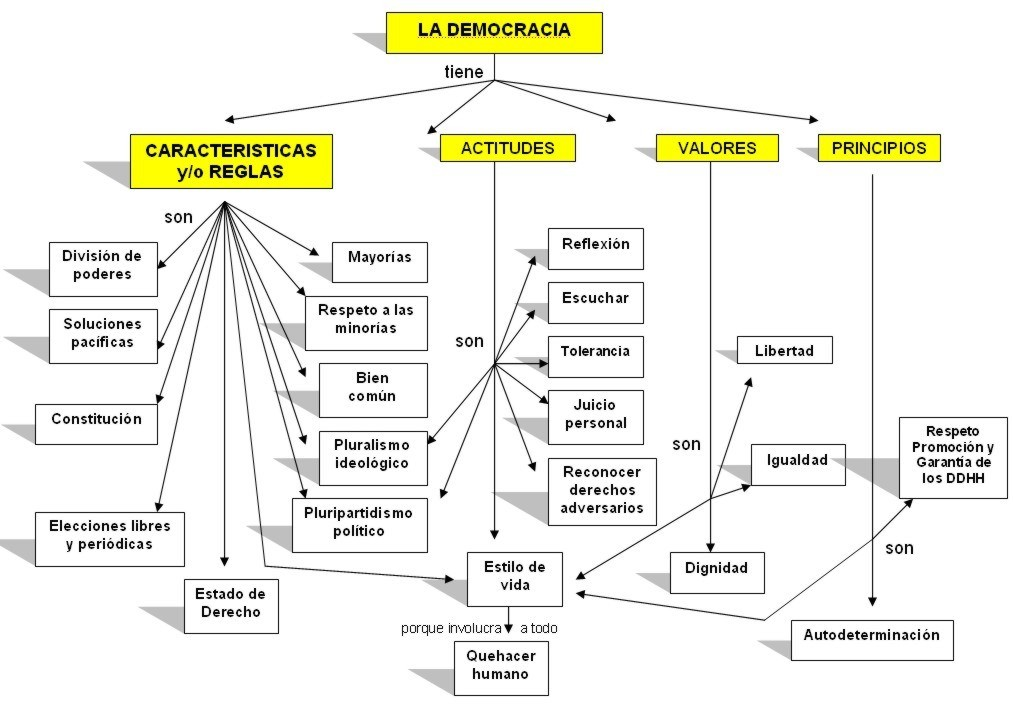 LA DEMOCRACIA
tiene
CARACTERISTICAS
y/o REGLAS
ACTITUDES
VALORES
PRINCIPIOS
son
División de
poderes
Soluciones
pacíficas
Constitución
Elecciones libres
y periódicas
Estado de
Derecho
Mayorías
Respeto a las
minorías
Bien
común
Pluralismo
ideológico
Pluripartidismo
político
son
Reflexión
Escuchar
Tolerancia
Juicio
personal
Reconocer
derechos
adversarios
Estilo de
vida
porque involucra a todo
Quehacer
humano
son
Libertad
Igualdad
Dignidad
Respeto
Promoción y
Garantía de
los DDHH
son
Autodeterminación